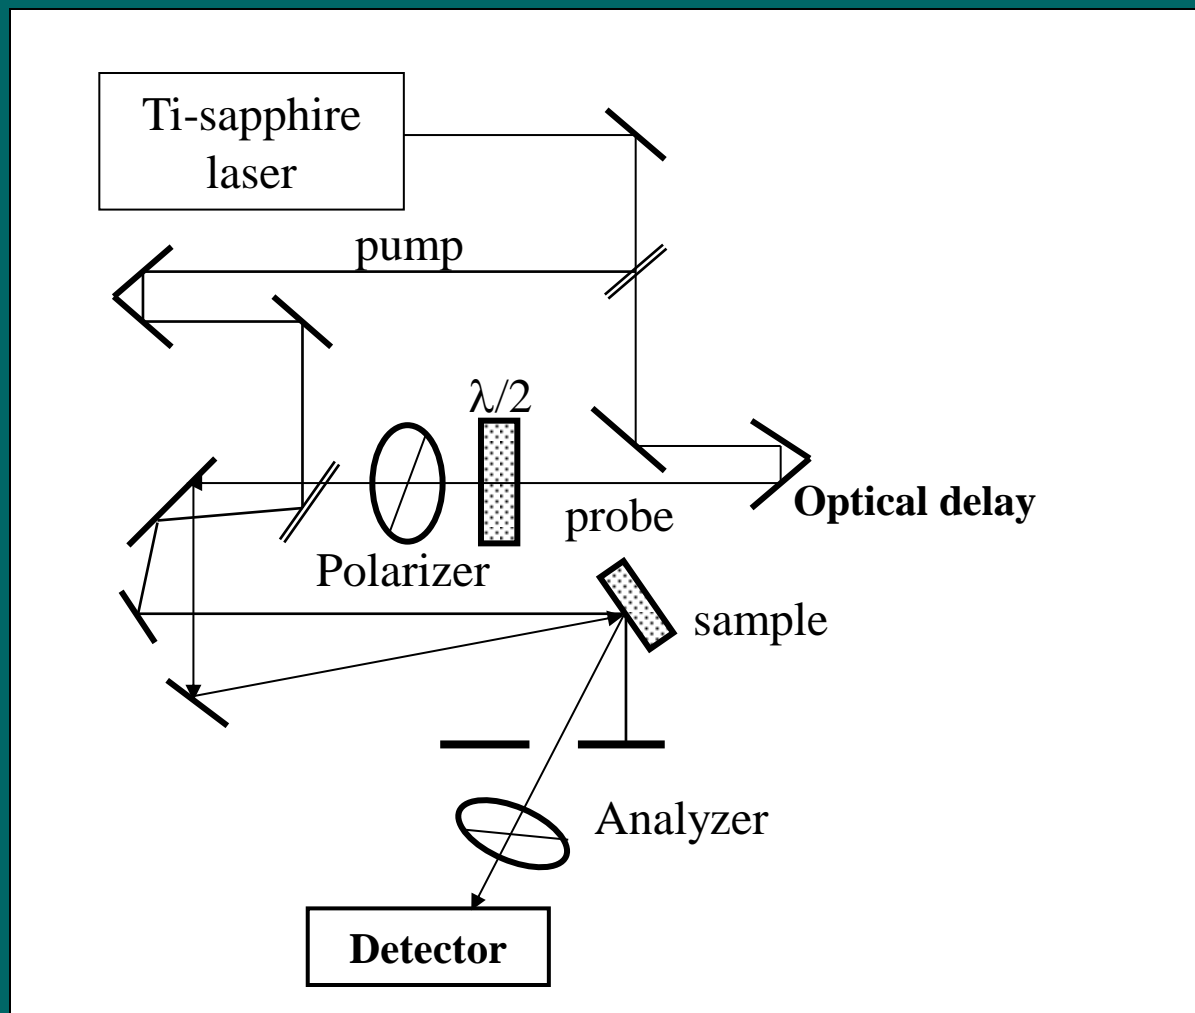 Ti-sapphire
laser
pump
λ/2
Optical delay
probe
Polarizer
sample
Analyzer
Detector